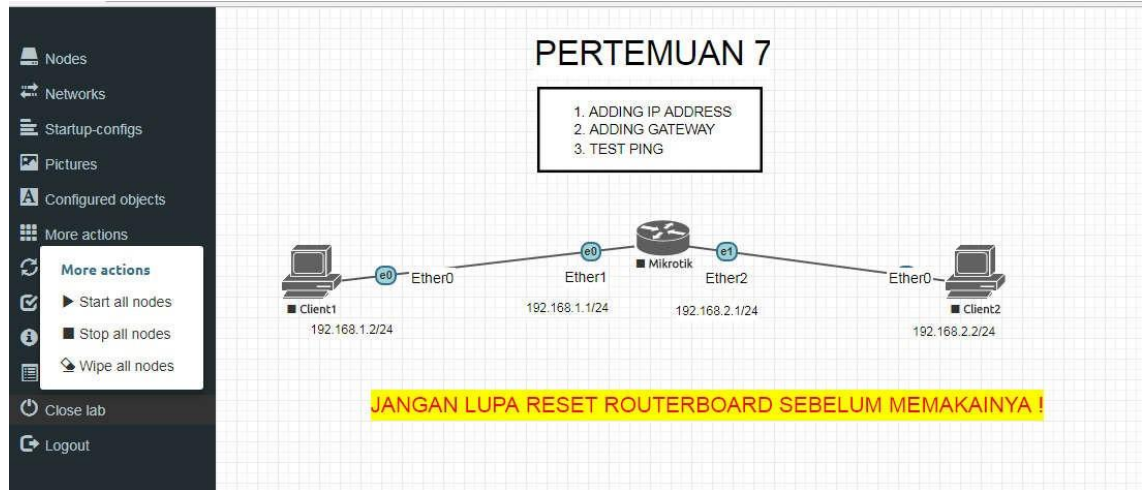 Nodes
Networks
Startup-configs
Pictures
A Configured objects
More actions
More actions
Start all nodes
Stop all nodes
Wipe all nodes
Close lab
Logout
PERTEMUAN 7
1. ADDING IP ADDRESS
2. ADDING GATEWAY
3. TEST PING
e0 Ether0
Client1
192.168.1.2/24
e0
Ether1
192.168.1.1/24
Mikrotik
e1
Ether2
192.168.2.1/24
Ether0
Client2
192.168.2.2/24
JANGAN LUPA RESET ROUTERBOARD SEBELUM MEMAKAINYA !